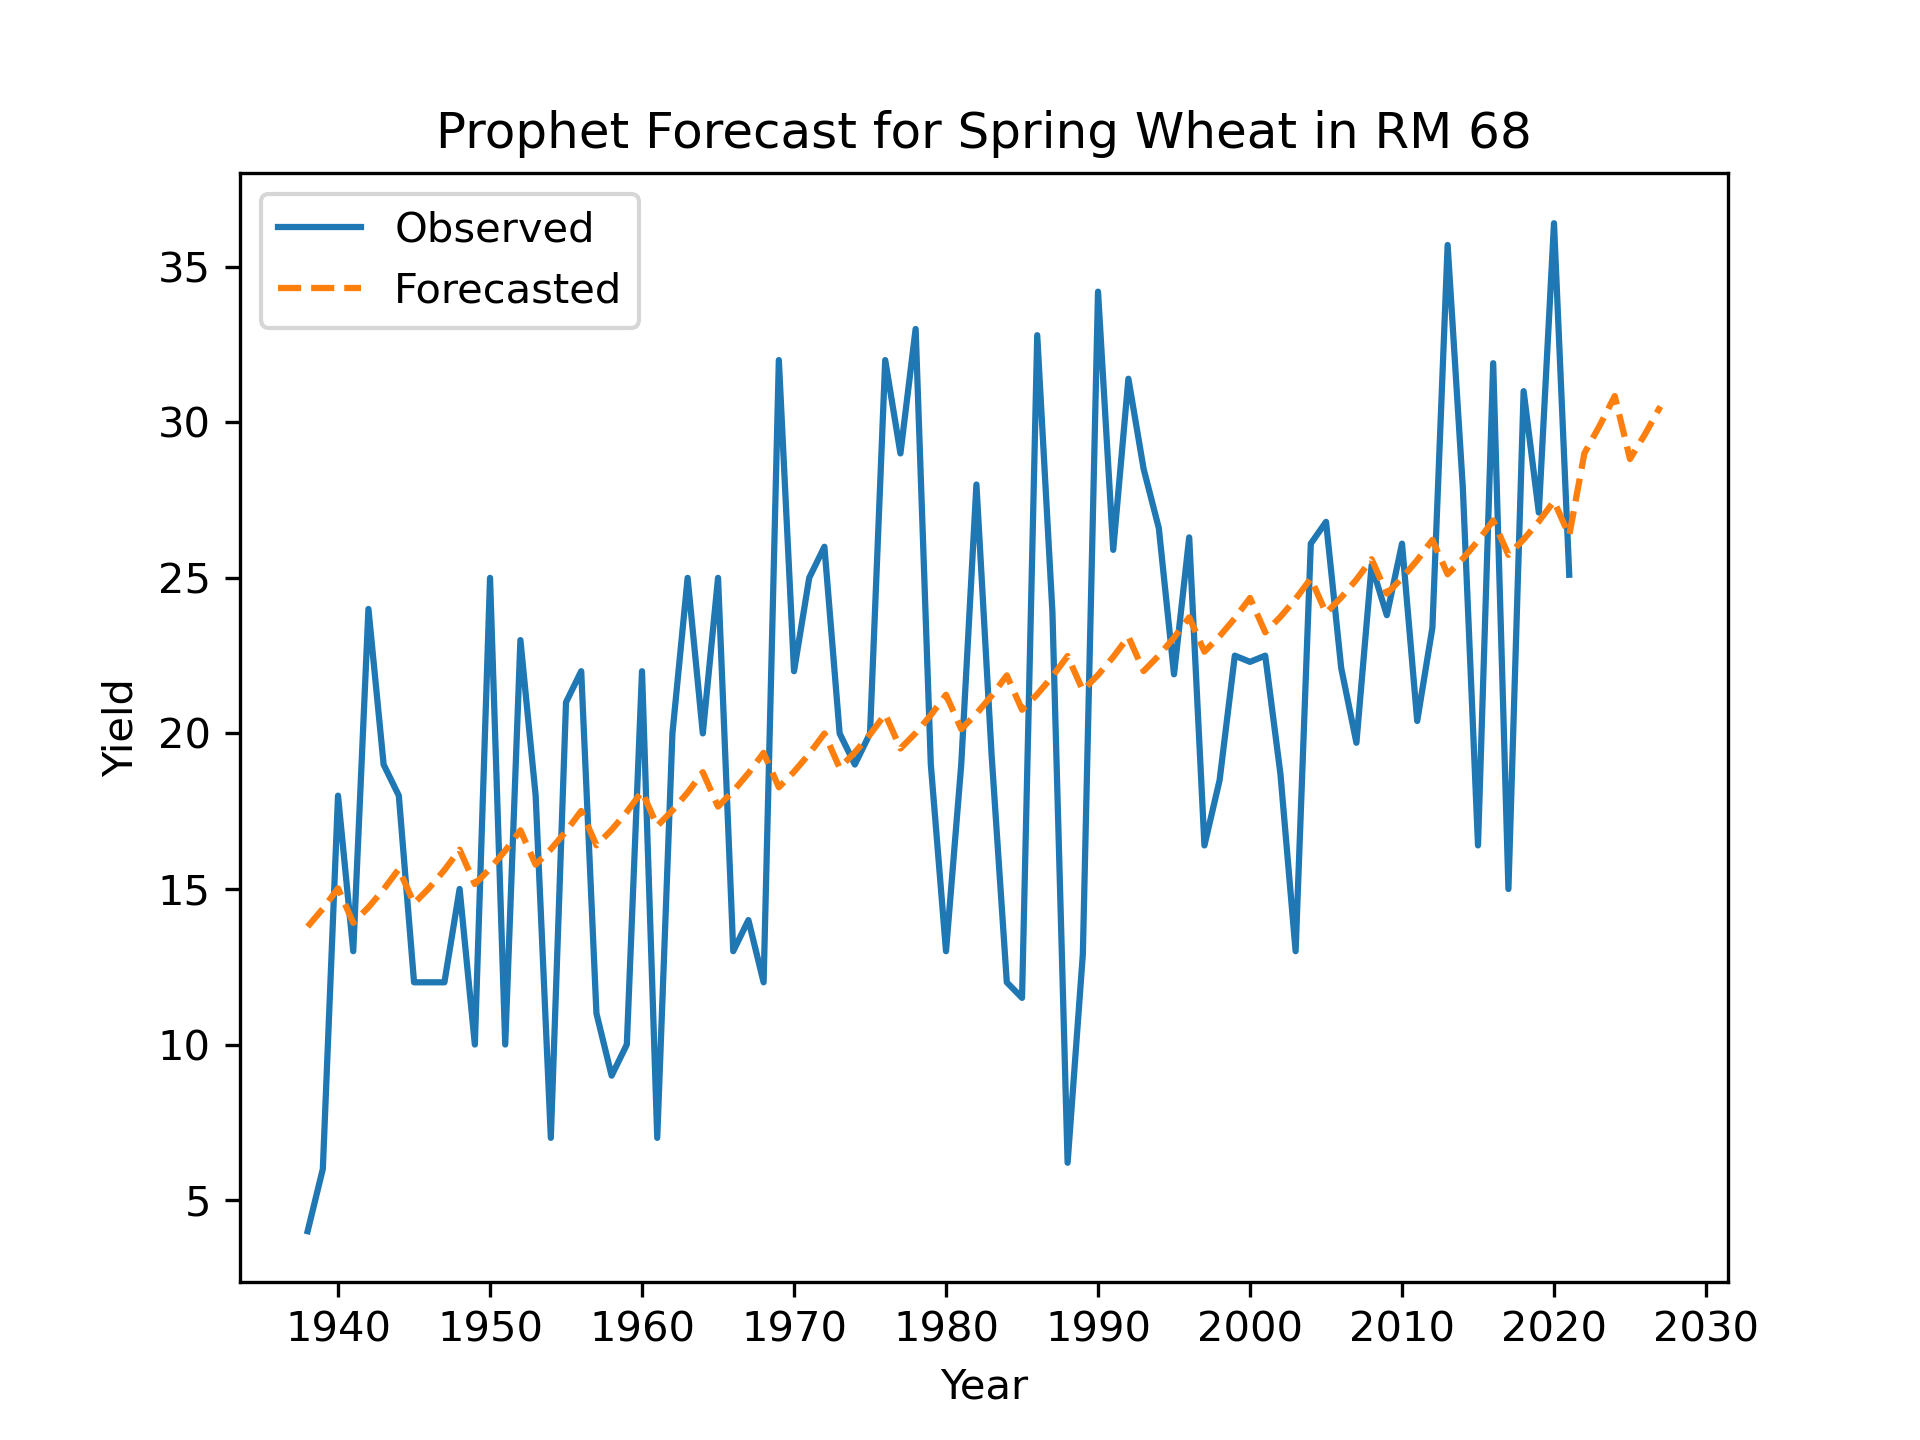 Prophet Forecast for Spring Wheat in RM 68
Observed
Forecasted
35
30
25
20
15
10
5
Yield
1940 1950 1960 1970 1980 1990 2000 2010 2020 2030
Year